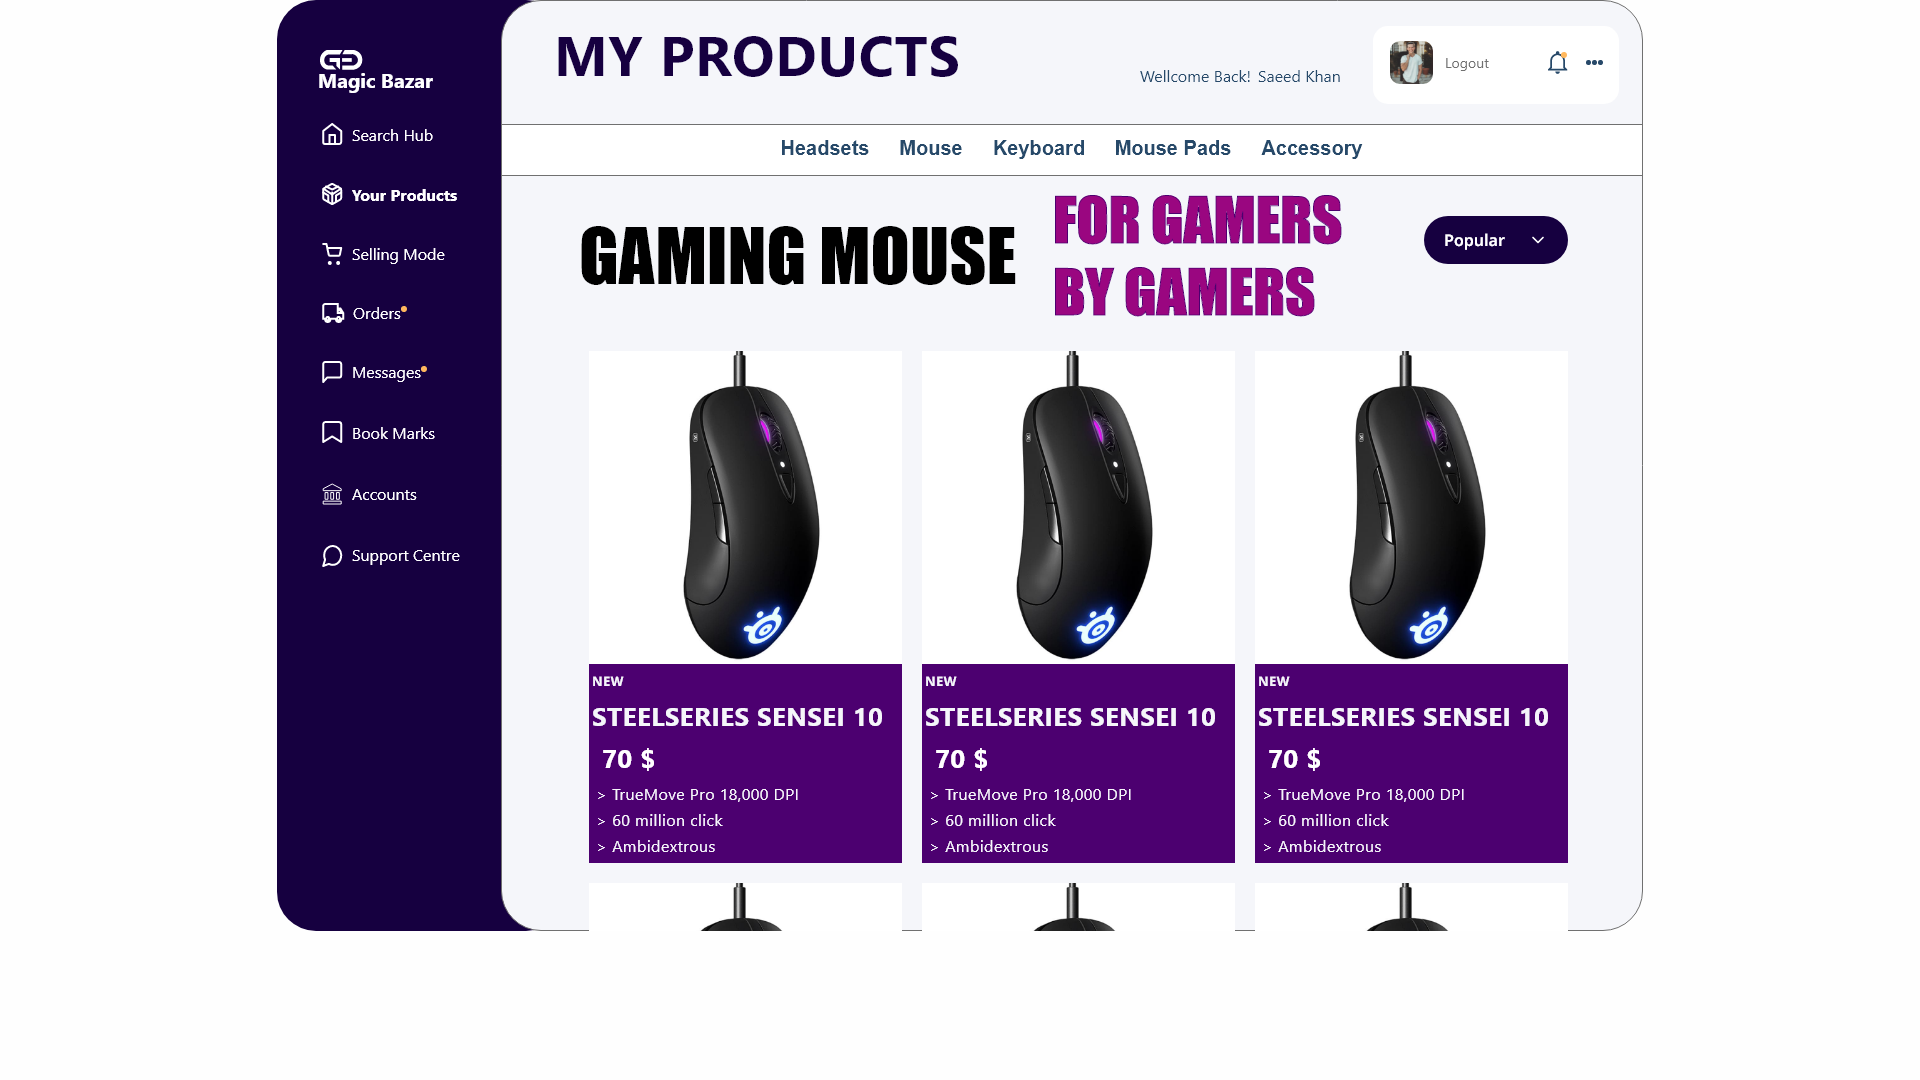 Magic Bazar
Search Hub
Your Products
Selling Mode
Orders
Messages
Book Marks
Accounts
Support Centre
MY PRODUCTS
Wellcome Back! Saeed Khan
Logout
Headsets Mouse Keyboard Mouse Pads Accessory
GAMING MOUSE
FOR GAMERS
BY GAMERS
Popular
NEW
STEELSERIES SENSEI 10
70 $
> TrueMove Pro 18,000 DPI
> 60 million click
> Ambidextrous
NEW
STEELSERIES SENSEI 10
70 $
> TrueMove Pro 18,000 DPI
> 60 million click
> Ambidextrous
NEW
STEELSERIES SENSEI 10
70 $
> TrueMove Pro 18,000 DPI
> 60 million click
> Ambidextrous